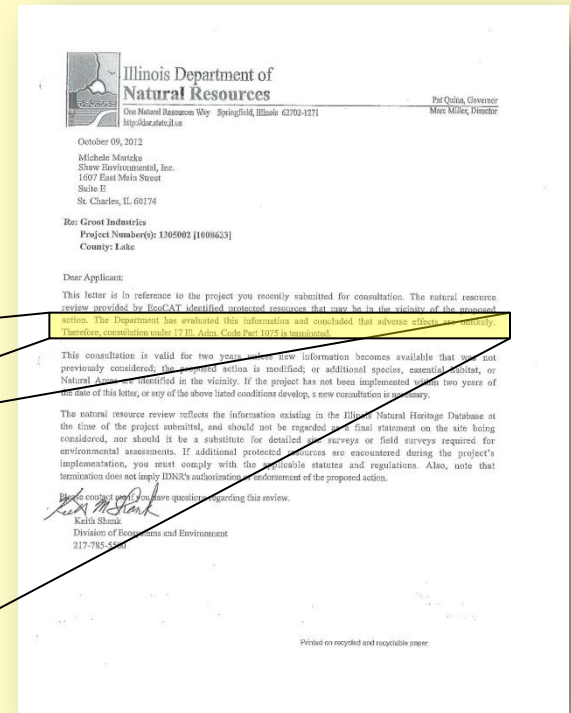 Illinois Department of
Natural Resources
One Natural Resources Way Springfield, Illinois 62702-1271
http://dnr.state.il.us
Pat Quinn, Governor
Marc Miller, Director
October 09, 2012
Michele
Shaw Environmental, Inc.
1607 East Main Street
Suite E
St. Charles, IL 60174
Re: Groot Industries
Project Number(s): 1305002 [1008623]
County: Lake
Dear Applicant:
This letter is in reference to the project you recently submitted for consultation. The natural resource
review provided by EcoCAT identified protected resources that may be in the vicinity of the proposed
action. The Department has evaluated this information and concluded that adverse effects are unlikely.
Therefore, consultation under 17 Ill. Adm. Code Part 1075 is terminated.
This consultation is valid for two years unless new information becomes available that was not
previously considered; the proposed action is modified; or additional species, essential habitat, or
Natural Areas are identified in the vicinity. If the project has not been implemented within two years of
the date of this letter, or any of the above listed conditions develop, a new consultation is necessary.
The natural resource review reflects the information existing in the Illinois Natural Heritage Database at
the time of the project submittal, and should not be regarded as a final statement on the site being
considered, nor should it be a substitute for detailed site surveys or field surveys required for
environmental assessments. If additional protected resources are encountered during the project's
implementation, you must comply with the applicable statutes and regulations. Also, note that
termination does not imply IDNR's authorization or endorsement of the proposed action.
Please contact me if you have questions regarding this review.
Keith M Shank
Keith Shank
Division of Ecosystems and Environment
217-785-5500
Printed on recycled and recyclable paper